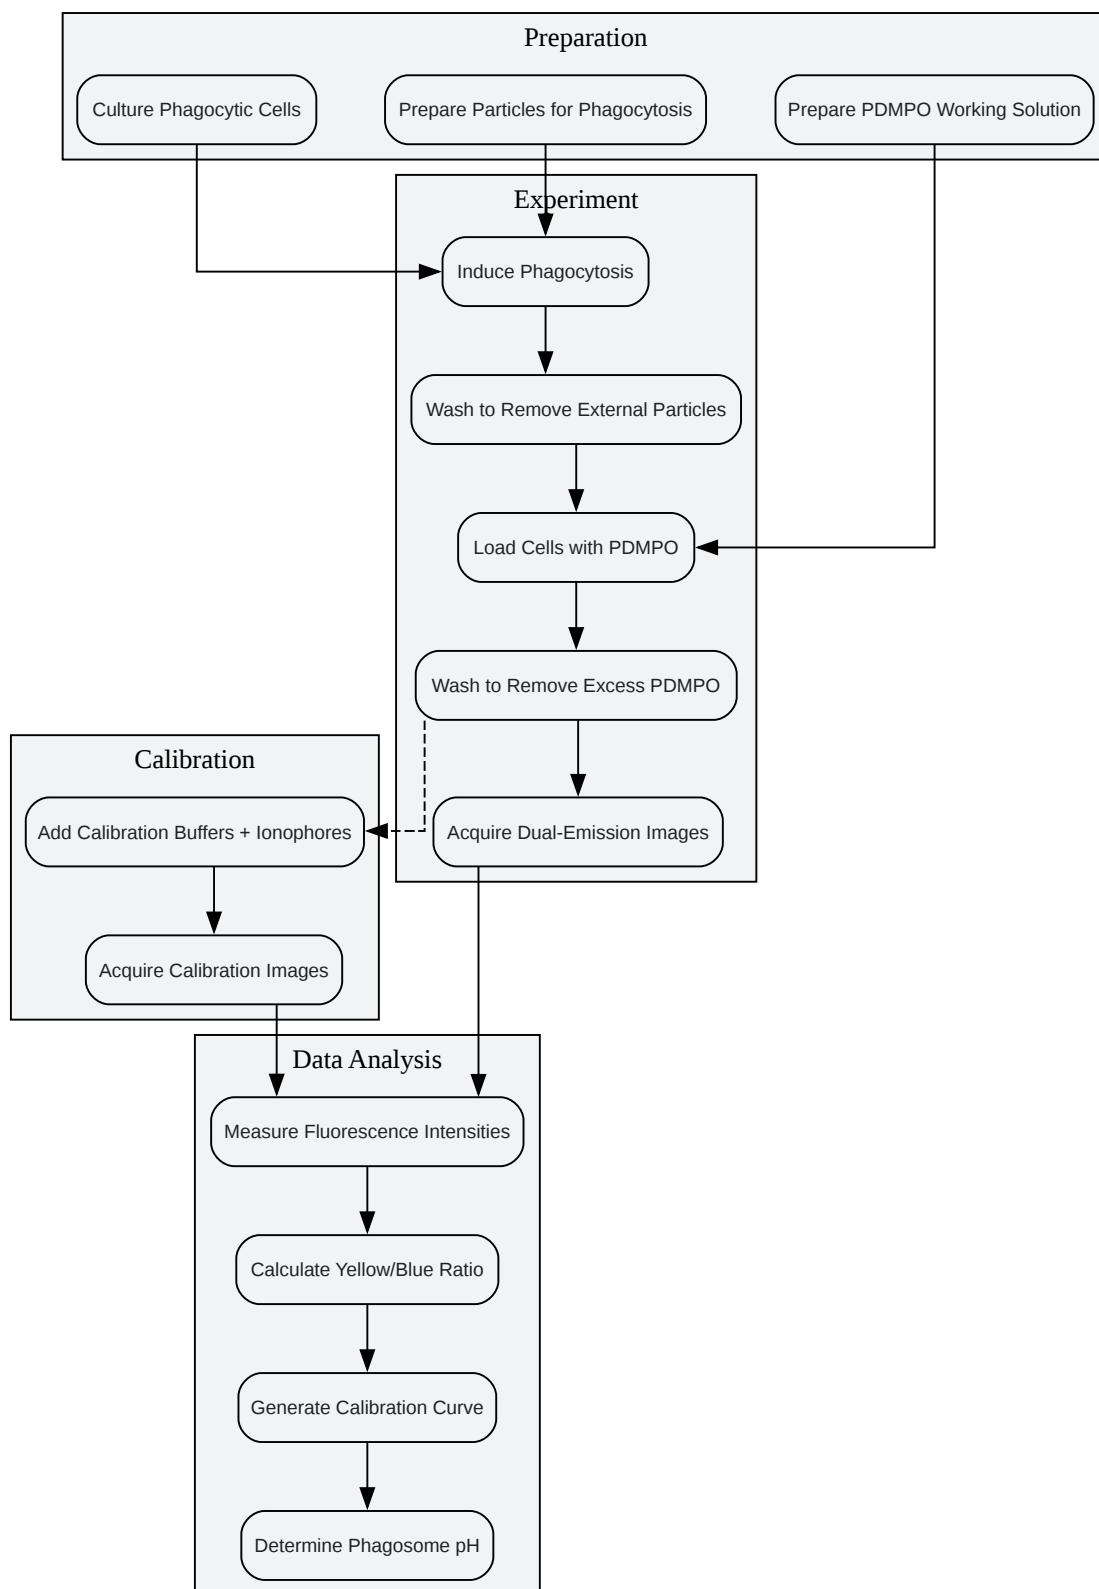 Preparation
Culture Phagocytic Cells
Prepare Particles for Phagocytosis
Prepare PDMPO Working Solution
Experiment
Induce Phagocytosis
Wash to Remove External Particles
Load Cells with PDMPO
Wash to Remove Excess PDMPO
Acquire Dual-Emission Images
Calibration
Add Calibration Buffers + Ionophores
Acquire Calibration Images
Data Analysis
Measure Fluorescence Intensities
Calculate Yellow/Blue Ratio
Generate Calibration Curve
Determine Phagosome pH